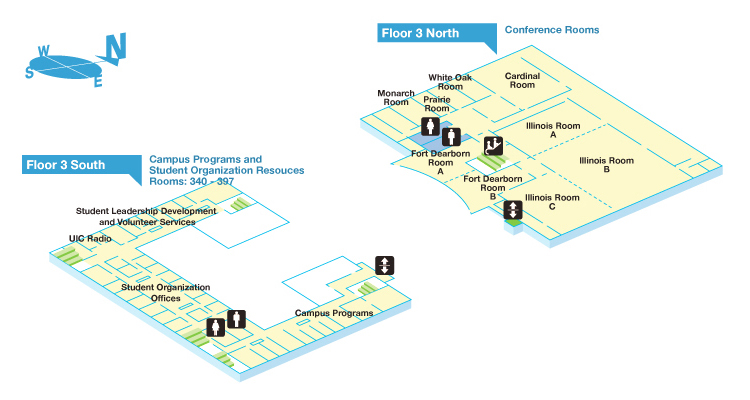 N
W
S
E
Floor 3 North
Conference Rooms
White Oak
Room
Cardinal
Room
Monarch
Room
Prairie
Room
Illinois Room
A
Fort Dearborn
Room
A
Illinois Room
B
Fort Dearborn
Room
B
Illinois Room
C
Floor 3 South
Campus Programs and
Student Organization Resouces
Rooms: 340 - 397
Student Leadership Development
and Volunteer Services
UIC Radio
Student Organization
Offices
Campus Programs